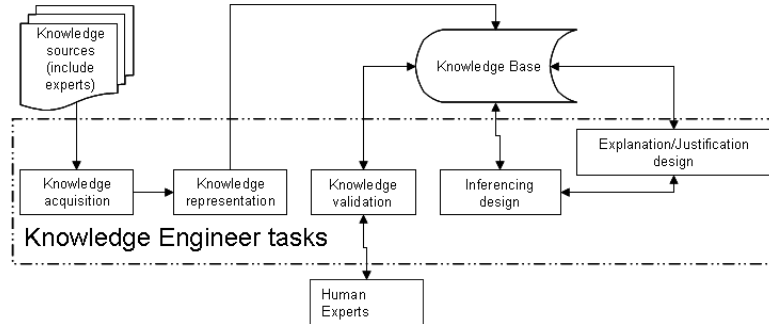 Knowledge
sources
(include
experts)
Knowledge Base
Explanation/Justification
design
Knowledge
acquisition
Knowledge
representation
Knowledge
validation
Inferencing
design
Knowledge Engineer tasks
Human
Experts